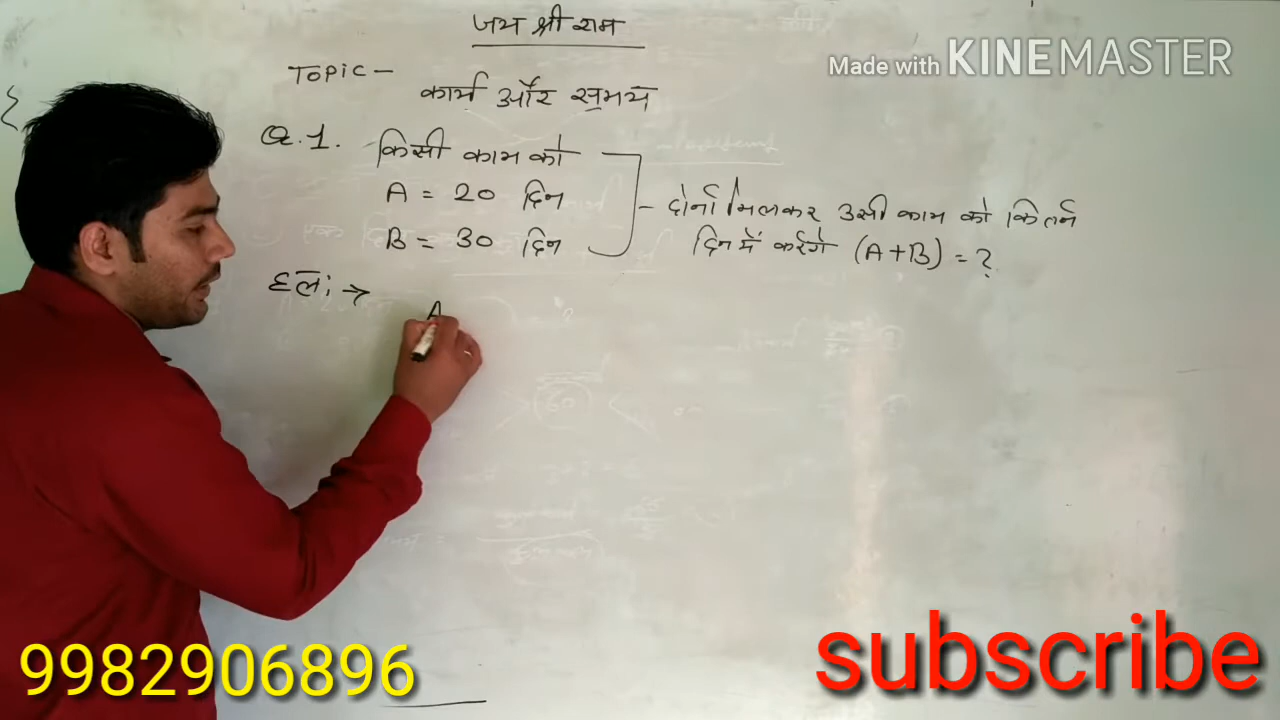 जय श्री राम
Made with KINEMASTER
TOPIC -
कार्य और समय
Q.1. किसी काम को
A = 20 दिन
B = 30 दिन
- दोनों मिलकर उसी काम को कितने
दिन में करेंगे (A+B) = ?
हल: →
A
9982906896
subscribe